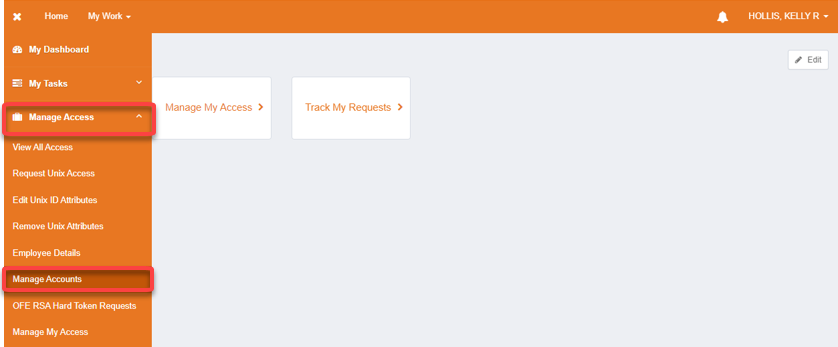 Home
My Work
HOLLIS, KELLY R
My Dashboard
Edit
My Tasks
Manage My Access
Track My Requests
Manage Access
View All Access
Request Unix Access
Edit Unix ID Attributes
Remove Unix Attributes
Employee Details
Manage Accounts
OFE RSA Hard Token Requests
Manage My Access